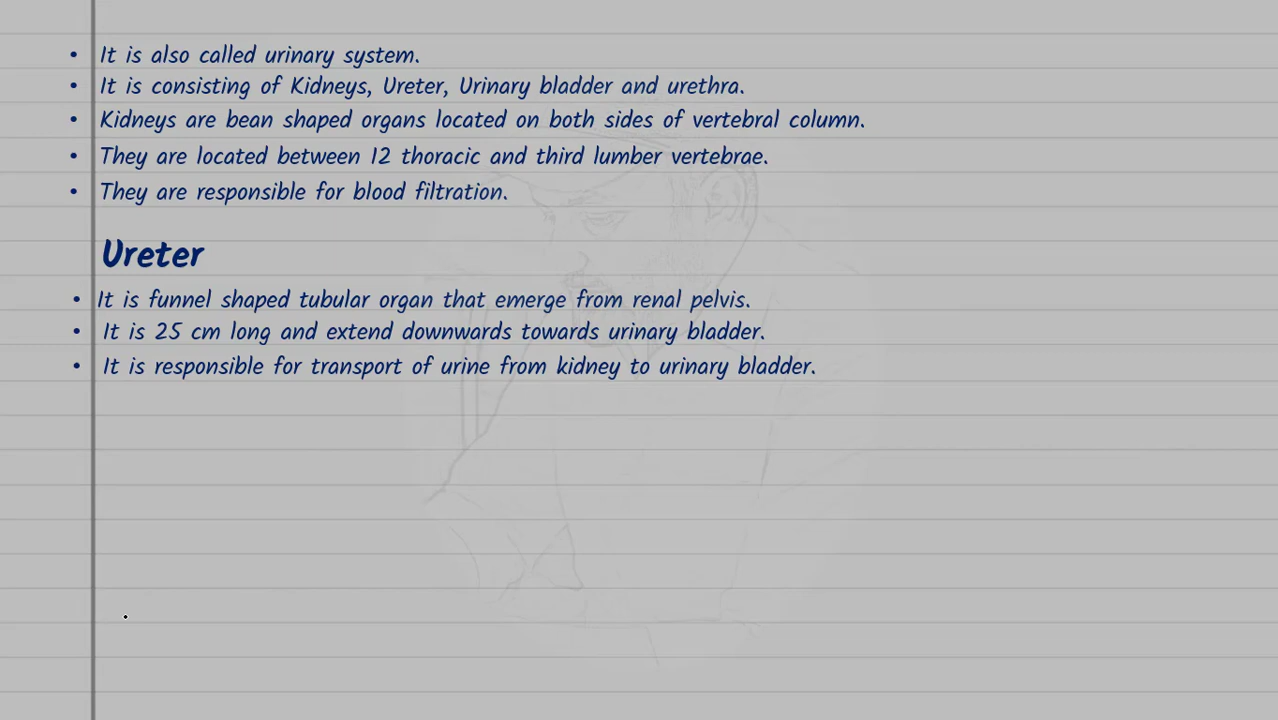 • It is also called urinary system.
• It is consisting of Kidneys, Ureter, Urinary bladder and urethra.
• Kidneys are bean shaped organs located on both sides of vertebral column.
• They are located between 12 thoracic and third lumber vertebrae.
• They are responsible for blood filtration.
Ureter
• It is funnel shaped tubular organ that emerge from renal pelvis.
• It is 25 cm long and extend downwards towards urinary bladder.
• It is responsible for transport of urine from kidney to urinary bladder.